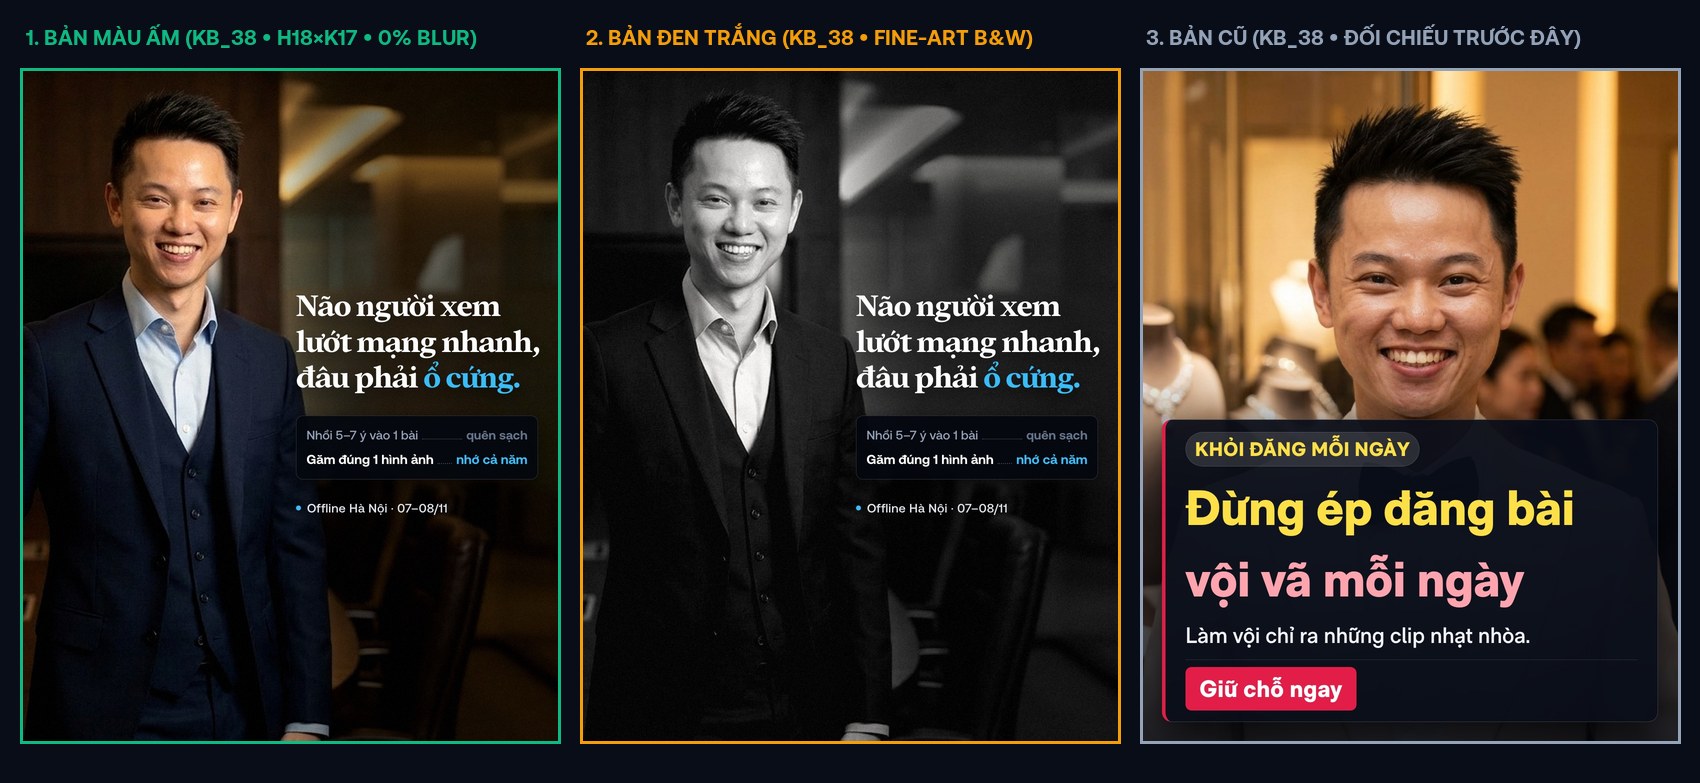 1. BẢN MÀU ẤM (KB_38 • H18×K17 • 0% BLUR)
Não người xem
lướt mạng nhanh,
đâu phải ổ cứng.
Nhồi 5–7 ý vào 1 bài quên sạch
Găm đúng 1 hình ảnh nhớ cả năm
Offline Hà Nội · 07–08/11
2. BẢN ĐEN TRẮNG (KB_38 • FINE-ART B&W)
Não người xem
lướt mạng nhanh,
đâu phải ổ cứng.
Nhồi 5–7 ý vào 1 bài quên sạch
Găm đúng 1 hình ảnh nhớ cả năm
Offline Hà Nội · 07–08/11
3. BẢN CŨ (KB_38 • ĐỐI CHIẾU TRƯỚC ĐÂY)
KHỎI ĐĂNG MỖI NGÀY
Đừng ép đăng bài
vội vã mỗi ngày
Làm vội chỉ ra những clip nhạt nhòa.
Giữ chỗ ngay